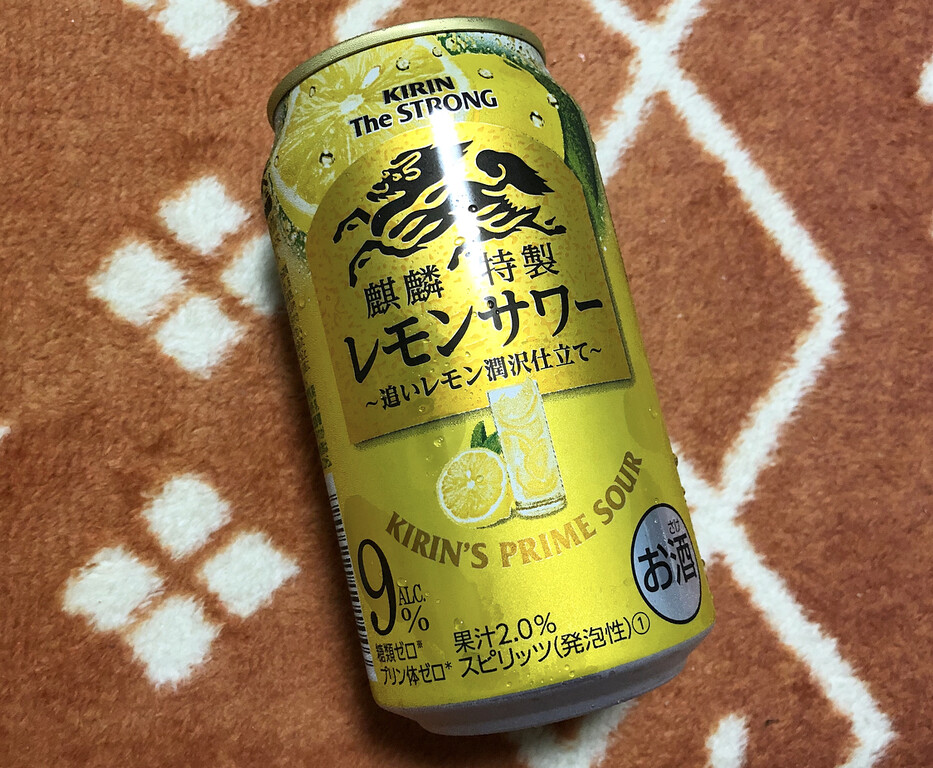 KIRIN
The STRONG
麒麟 特製
レモンサワー
~追いレモン潤沢仕立て~
KIRIN'S PRIME SOUR
さけ
お酒
9 ALC. %
糖類ゼロ※
プリン体ゼロ*
果汁2.0%
スピリッツ(発泡性)①